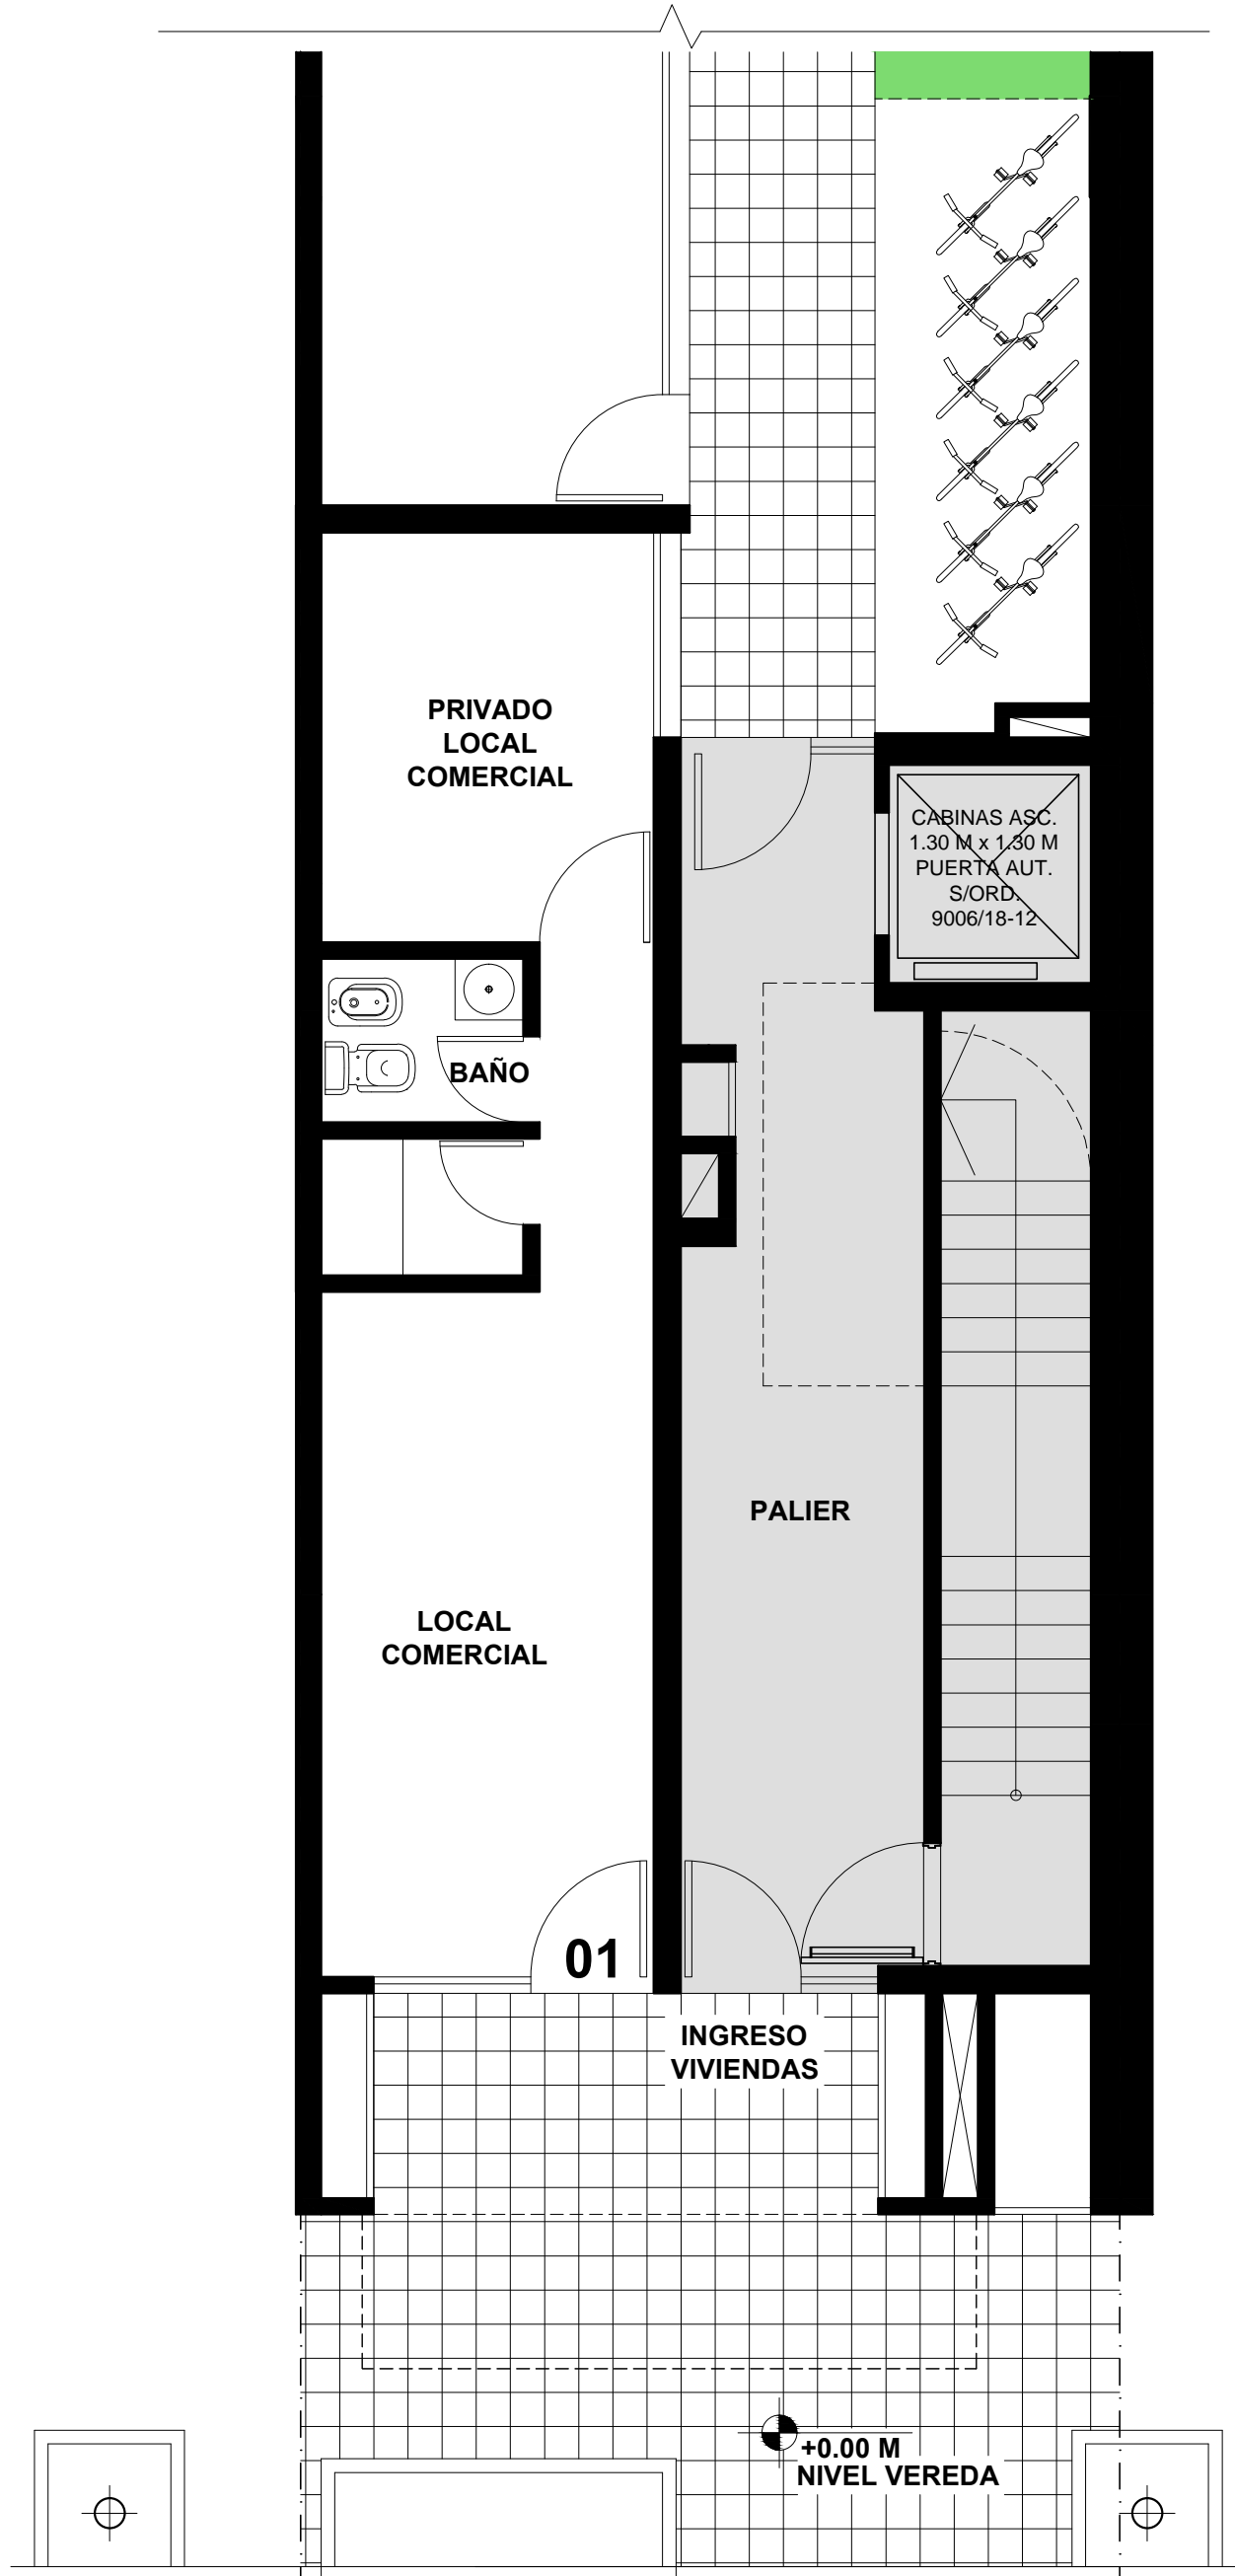 PRIVADO
LOCAL
COMERCIAL
CABINAS ASC.
1.30 M x 1.30 M
PUERTA AUT.
S/ORD.
9006/18-12
BAÑO
PALIER
LOCAL
COMERCIAL
01
INGRESO
VIVIENDAS
+0.00 M
NIVEL VEREDA